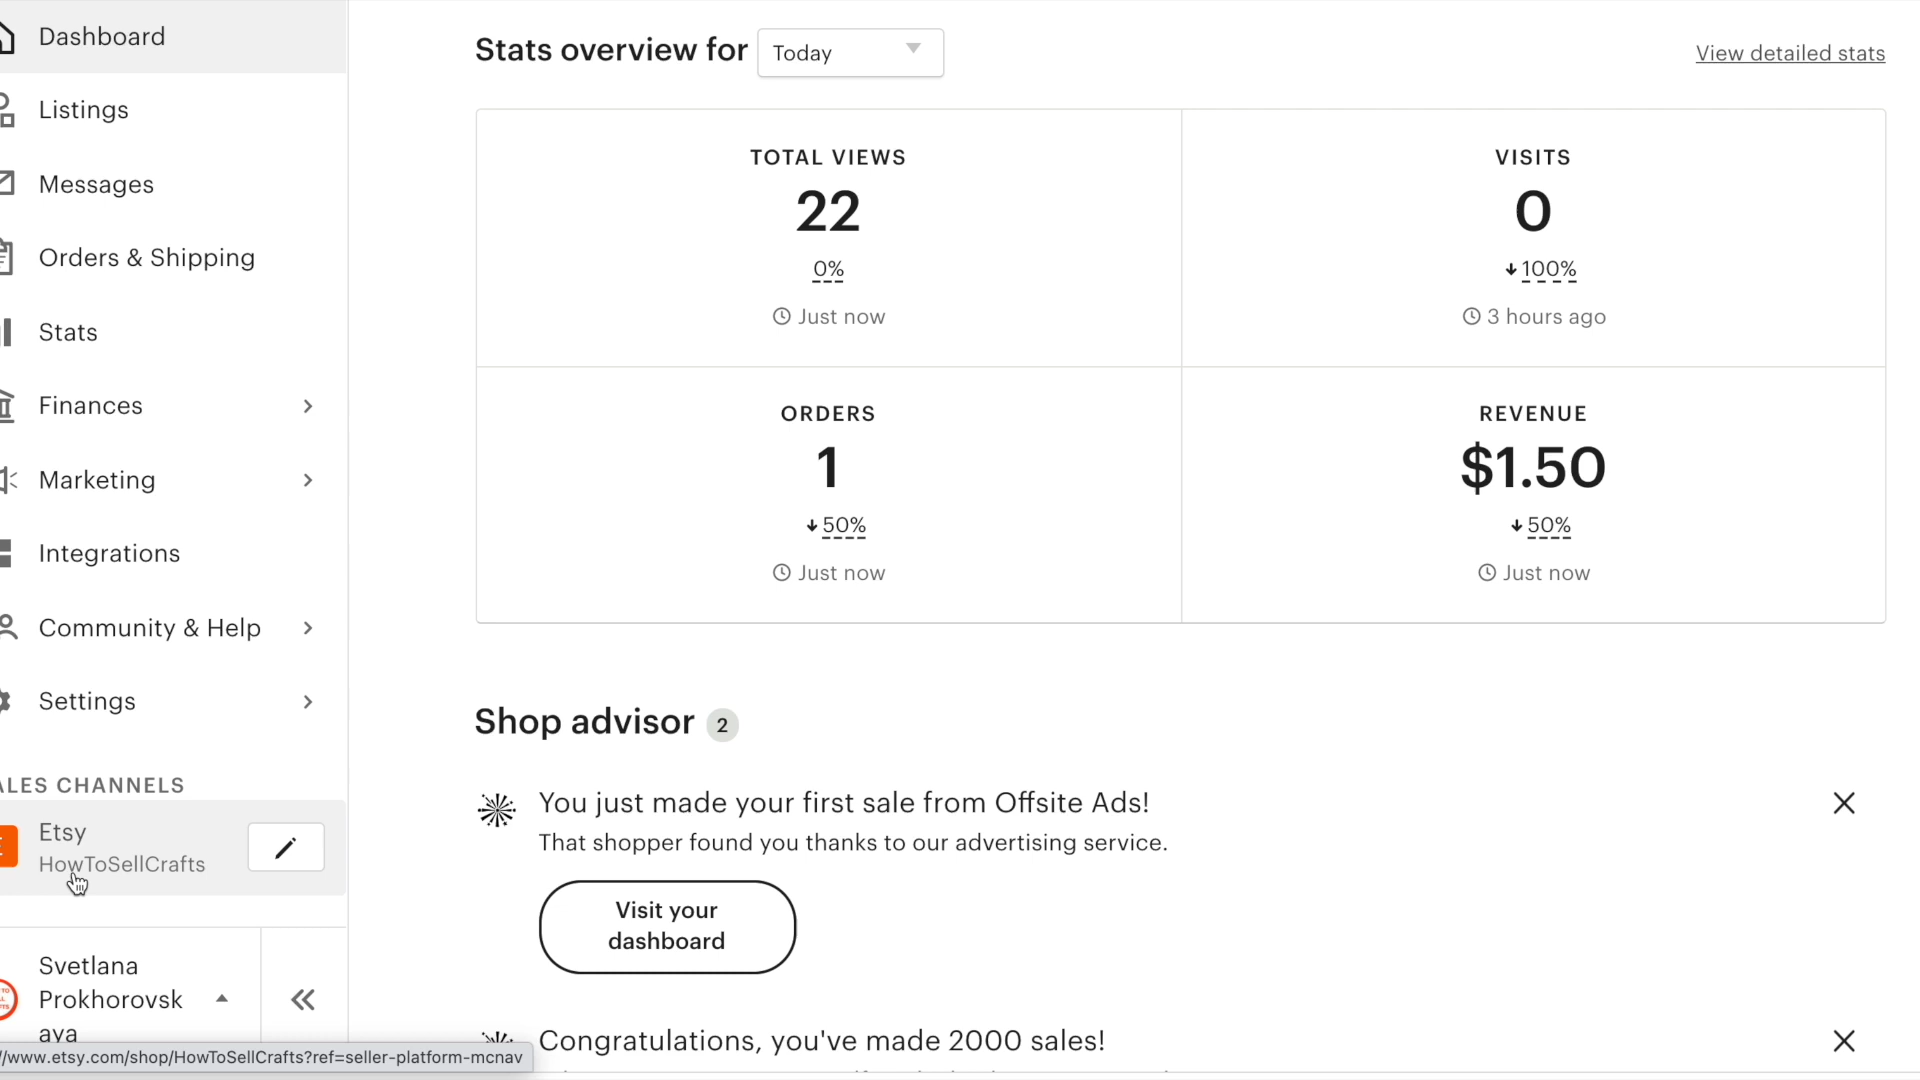 Dashboard
Listings
Messages
Orders & Shipping
Stats
Finances
Marketing
Integrations
Community & Help
Settings
ALES CHANNELS
Etsy
HowToSellCrafts
Svetlana
Prokhorovsk
aya
/www.etsy.com/shop/HowToSellCrafts?ref=seller-platform-mcnav
Stats overview for
Today
View detailed stats
TOTAL VIEWS
22
0%
Just now
VISITS
0
100%
3 hours ago
ORDERS
1
50%
Just now
REVENUE
$1.50
50%
Just now
Shop advisor 2
You just made your first sale from Offsite Ads!
That shopper found you thanks to our advertising service.
Visit your
dashboard
Congratulations, you've made 2000 sales!